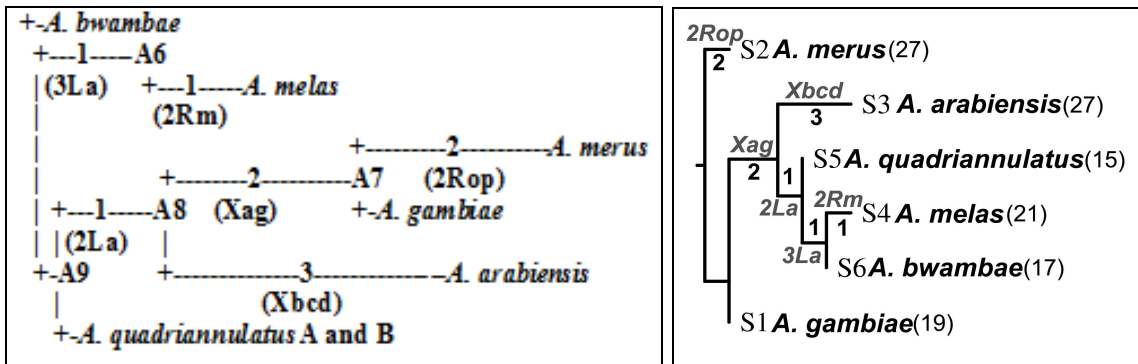 +-A. bwambae
+---1-----A6
|(3La) +---1-----A. melas
| (2Rm)
| +---------2----------A. merus
| +--------2----------A7 (2Rop)
| +---1-----A8 (Xag) +-A. gambiae
| |(2La) |
+-A9 +--------------3---------------A. arabiensis
| (Xbcd)
+-A. quadriannulatus A and B
2Rop
2 S2 A. merus(27)
Xbcd
3 S3 A. arabiensis(27)
Xag
2
1 S5 A. quadriannulatus(15)
2La
2Rm
1 1 S4 A. melas(21)
3La
S6 A. bwambae(17)
S1 A. gambiae(19)